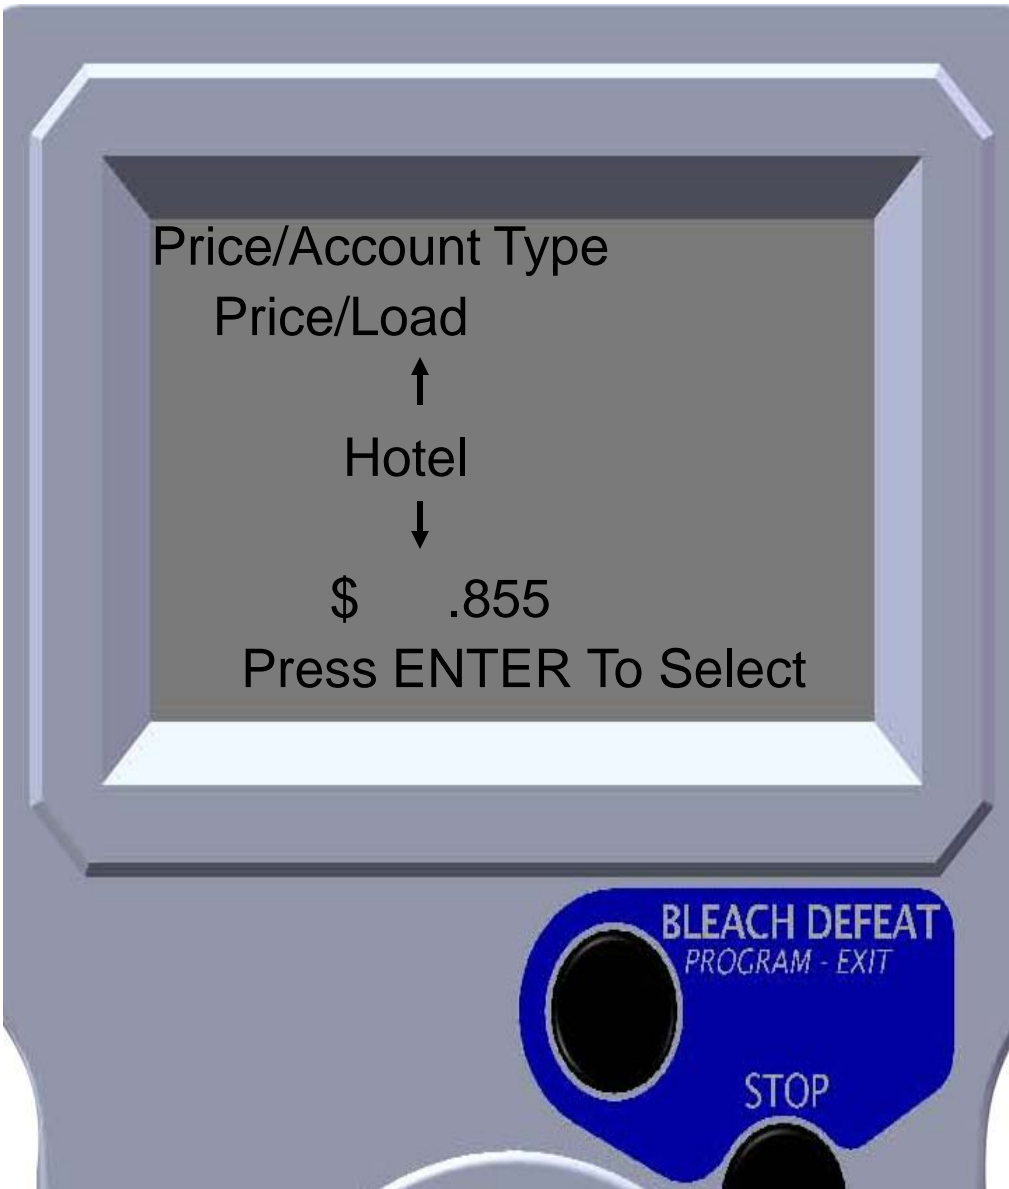 Price/Account Type
Price/Load
Hotel
$ .855
Press ENTER To Select
BLEACH DEFEAT
PROGRAM - EXIT
STOP